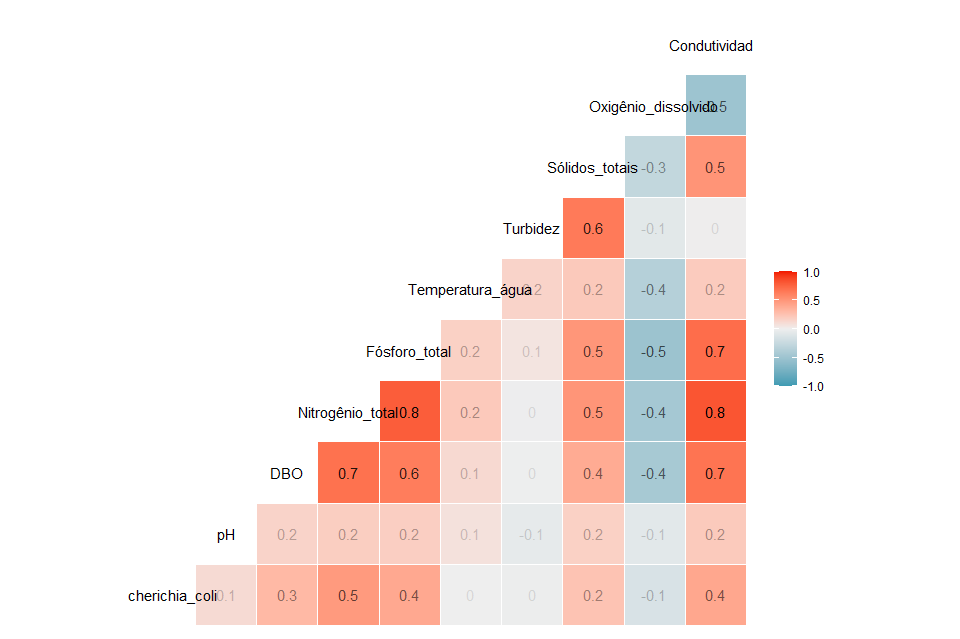 Condutividad
Oxigênio_dissolvido -0.5
Sólidos_totais -0.3 0.5
Turbidez 0.6 -0.1 0
Temperatura_água 0.2 0.2 -0.4 0.2
Fósforo_total 0.2 0.1 0.5 -0.5 0.7
Nitrogênio_total 0.8 0.2 0 0.5 -0.4 0.8
DBO 0.7 0.6 0.1 0 0.4 -0.4 0.7
pH 0.2 0.2 0.2 0.1 -0.1 0.2 -0.1 0.2
cherichia_coli 0.1 0.3 0.5 0.4 0 0 0.2 -0.1 0.4
1.0
0.5
0.0
-0.5
-1.0